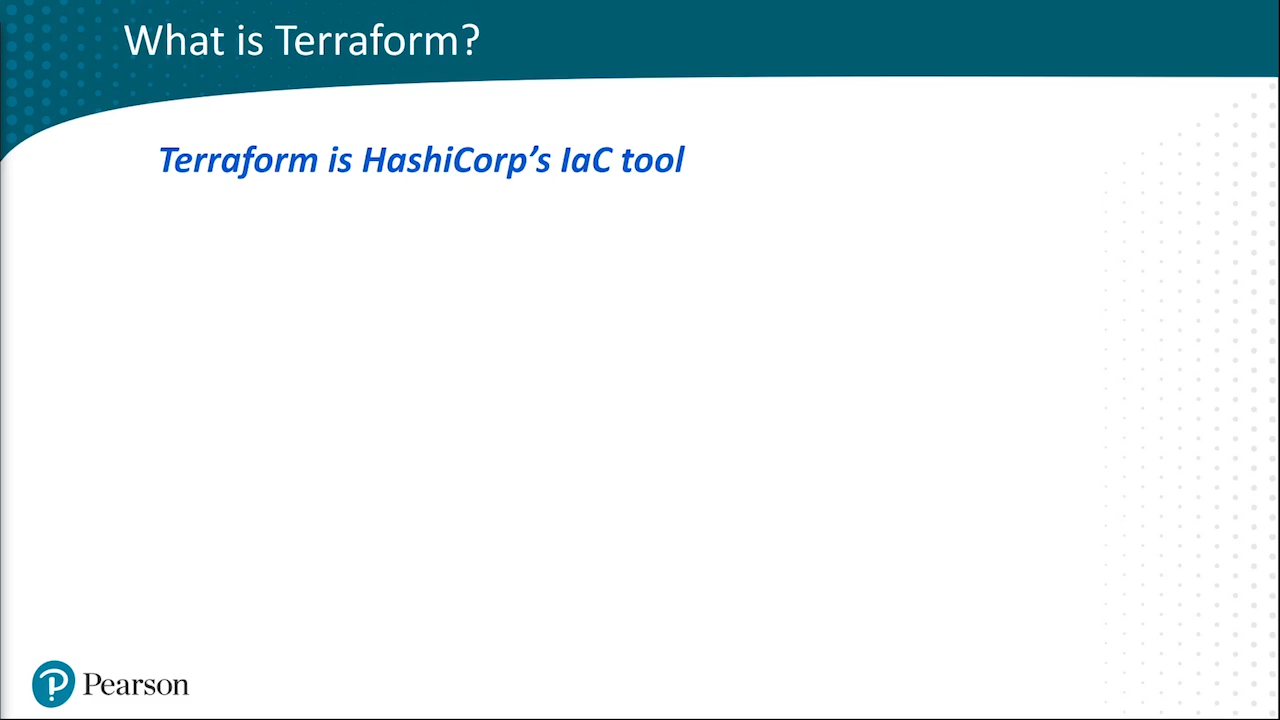 What is Terraform?
Terraform is HashiCorp’s IaC tool
Pearson